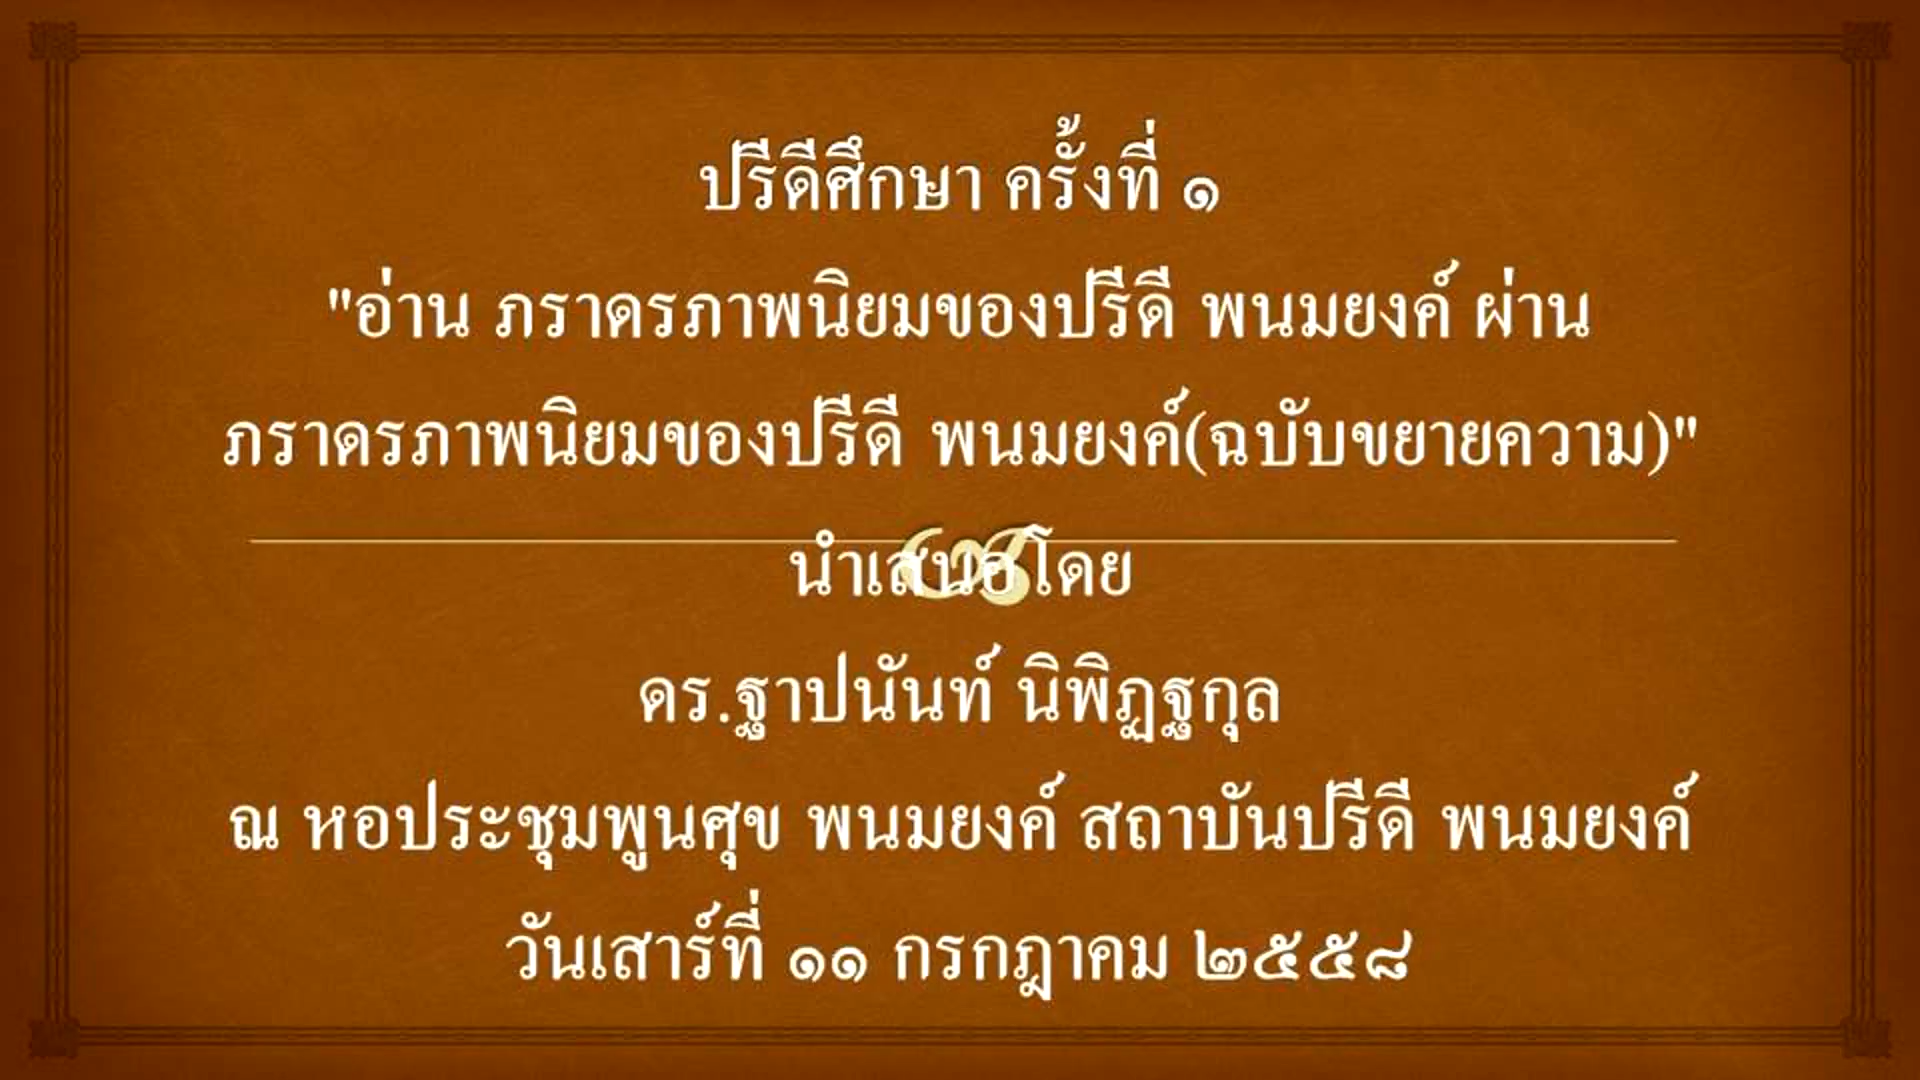 ปรีดีศึกษา ครั้งที่ ๑
"อ่าน ภราดรภาพนิยมของปรีดี พนมยงค์ ผ่าน
ภราดรภาพนิยมของปรีดี พนมยงค์(ฉบับขยายความ)"
นำเสนอโดย
ดร.ฐาปนันท์ นิพิฏฐกุล
ณ หอประชุมพูนศุข พนมยงค์ สถาบันปรีดี พนมยงค์
วันเสาร์ที่ ๑๑ กรกฎาคม ๒๕๕๘